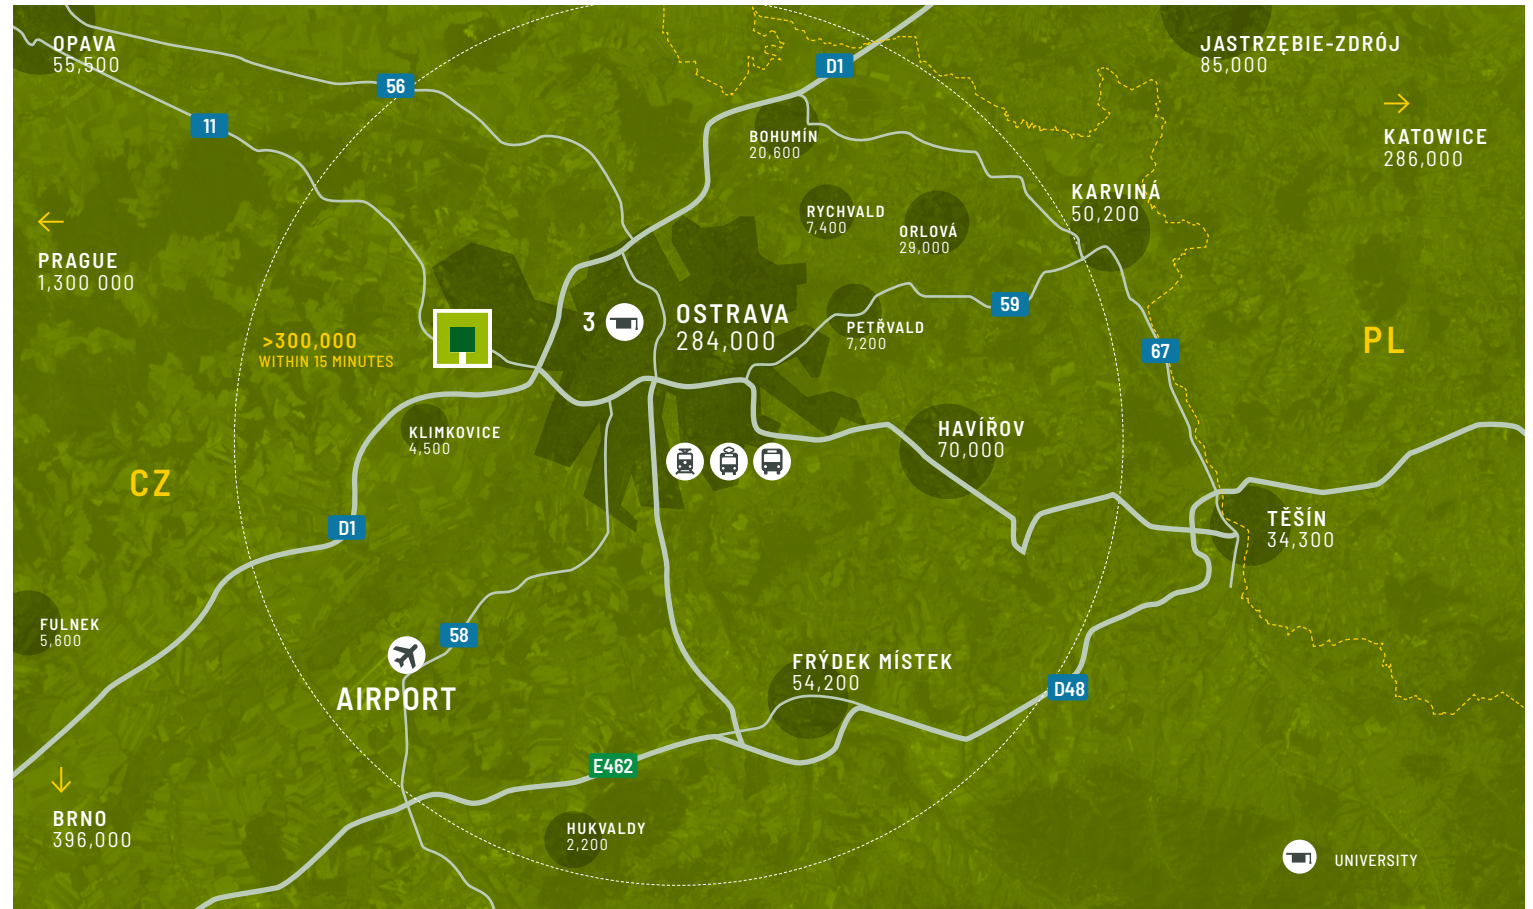 OPAVA
55,500
56
11
D1
JASTRZĘBIE-ZDRÓJ
85,000
KATOWICE
286,000
BOHUMÍN
20,600
KARVINÁ
50,200
RYCHVALD
7,400
ORLOVÁ
29,000
PRAGUE
1,300 000
>300,000
WITHIN 15 MINUTES
3
OSTRAVA
284,000
59
PETŘVALD
7,200
67
PL
KLIMKOVICE
4,500
HAVÍŘOV
70,000
CZ
D1
TĚŠÍN
34,300
FULNEK
5,600
58
AIRPORT
FRÝDEK MÍSTEK
54,200
D48
E462
BRNO
396,000
HUKVALDY
2,200
UNIVERSITY